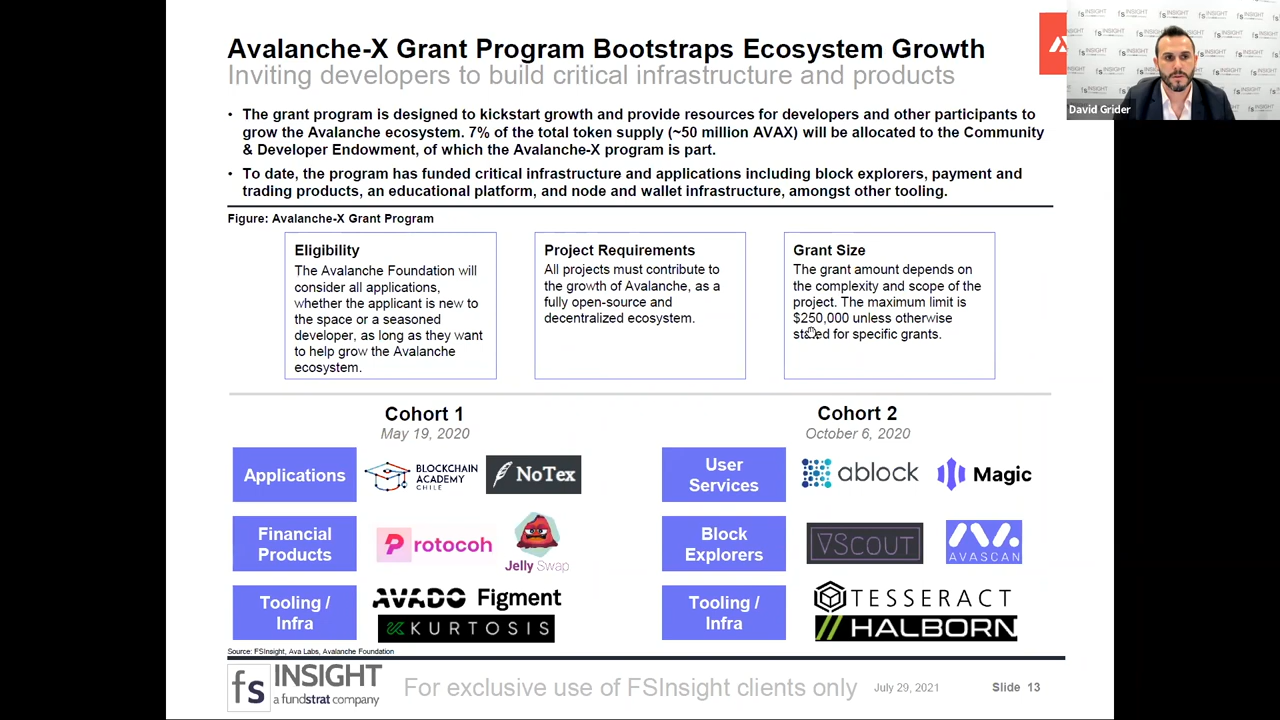 Avalanche-X Grant Program Bootstraps Ecosystem Growth
Inviting developers to build critical infrastructure and products
David Grider
• The grant program is designed to kickstart growth and provide resources for developers and other participants to
grow the Avalanche ecosystem. 7% of the total token supply (~50 million AVAX) will be allocated to the Community
& Developer Endowment, of which the Avalanche-X program is part.
• To date, the program has funded critical infrastructure and applications including block explorers, payment and
trading products, an educational platform, and node and wallet infrastructure, amongst other tooling.
Figure: Avalanche-X Grant Program
Eligibility
The Avalanche Foundation will
consider all applications,
whether the applicant is new to
the space or a seasoned
developer, as long as they want
to help grow the Avalanche
ecosystem.
Project Requirements
All projects must contribute to
the growth of Avalanche, as a
fully open-source and
decentralized ecosystem.
Grant Size
The grant amount depends on
the complexity and scope of the
project. The maximum limit is
$250,000 unless otherwise
stated for specific grants.
Cohort 1
May 19, 2020
Applications
BLOCKCHAIN
ACADEMY
CHILE
NoTex
Financial
Products
Protocoh
Jelly Swap
Tooling /
Infra
AVADO Figment
KURTOSIS
Cohort 2
October 6, 2020
User
Services
ablock
Magic
Block
Explorers
VSCOUT
AVASCAN
Tooling /
Infra
TESSERACT
HALBORN
Source: FSInsight, Ava Labs, Avalanche Foundation
fs INSIGHT
a fundstrat company
For exclusive use of FSInsight clients only
July 29, 2021
Slide 13